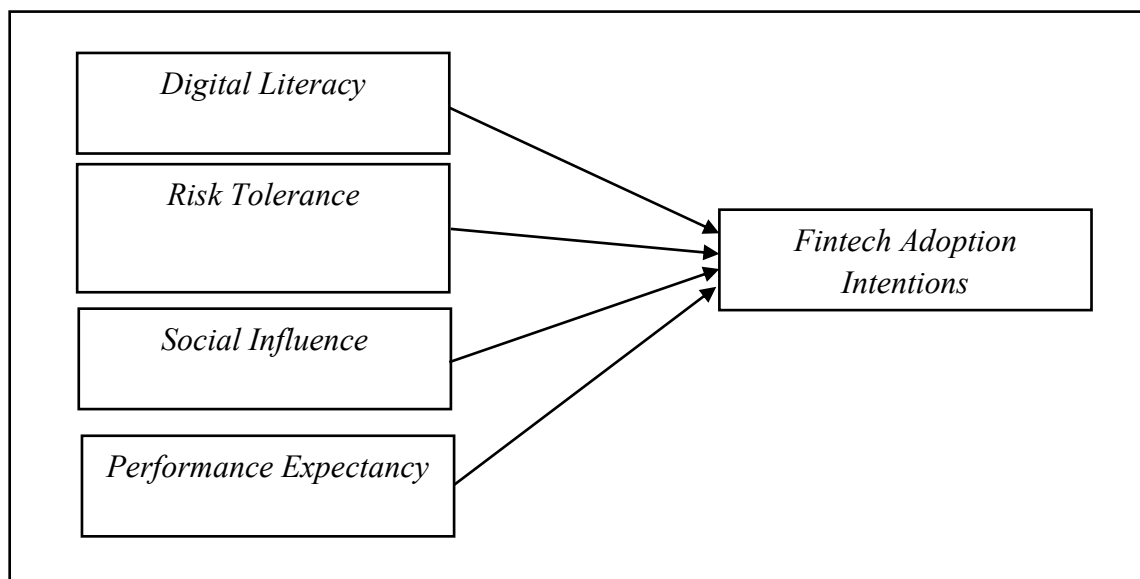 Digital Literacy
Risk Tolerance
Social Influence
Performance Expectancy
Fintech Adoption
Intentions